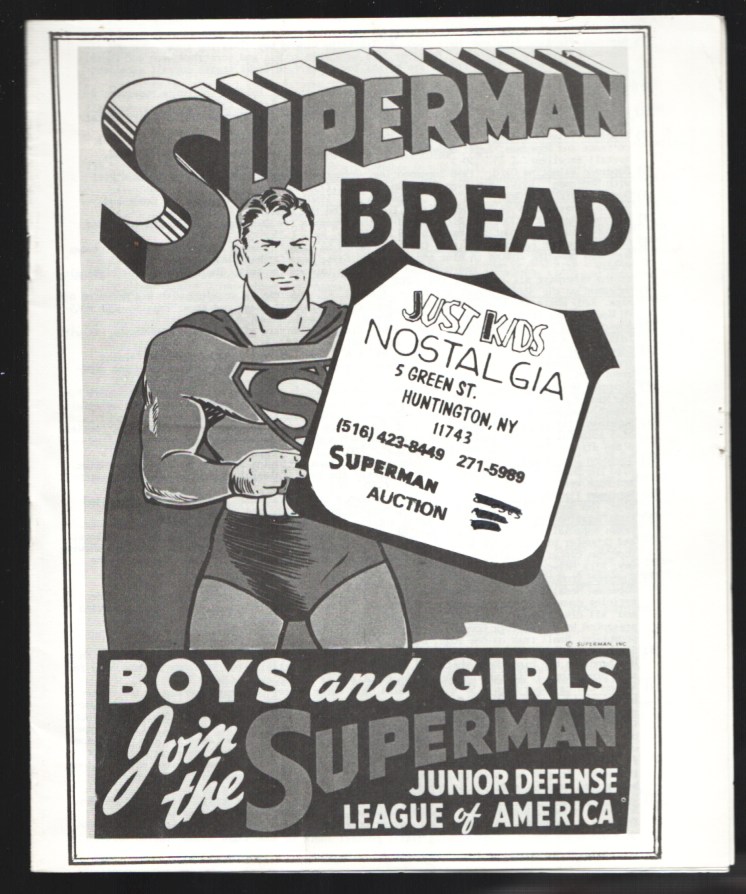 SUPERMAN
BREAD
JUST KIDS
NOSTALGIA
5 GREEN ST.
HUNTINGTON, NY
11743
(516) 423-8449 271-5989
SUPERMAN
AUCTION
© SUPERMAN INC
BOYS and GIRLS
Join the SUPERMAN
JUNIOR DEFENSE
LEAGUE of AMERICA